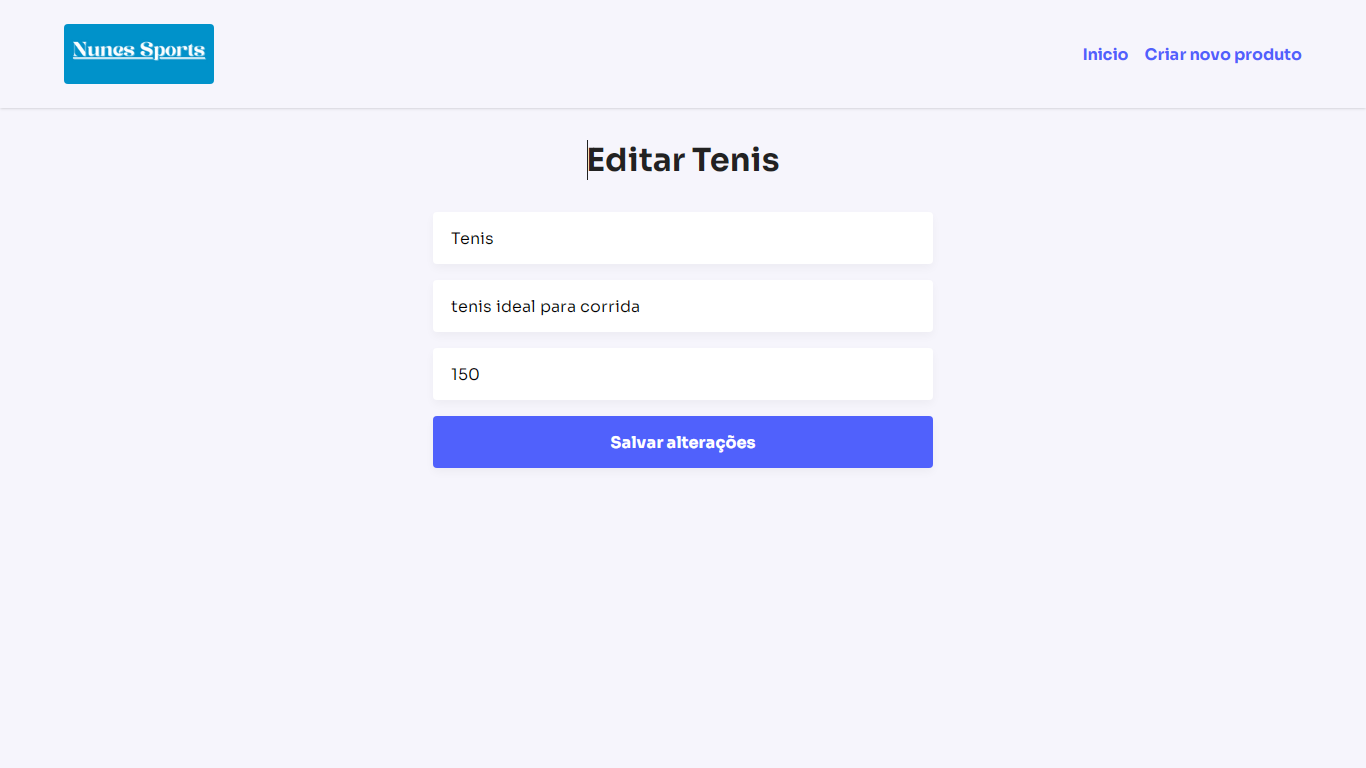 Nunes Sports
Inicio Criar novo produto
Editar Tenis
Tenis
tenis ideal para corrida
150
Salvar alterações